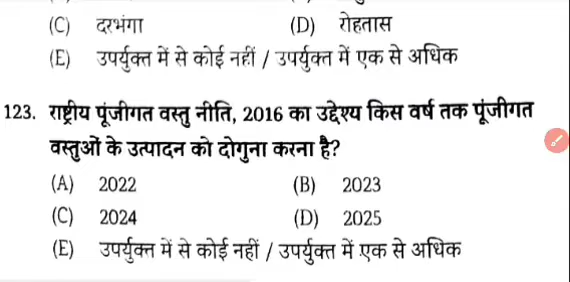 (C) दरभंगा (D) रोहतास
(E) उपर्युक्त में से कोई नहीं / उपर्युक्त में एक से अधिक
123. राष्ट्रीय पूंजीगत वस्तु नीति, 2016 का उद्देश्य किस वर्ष तक पूंजीगत
वस्तुओं के उत्पादन को दोगुना करना है?
(A) 2022 (B) 2023
(C) 2024 (D) 2025
(E) उपर्युक्त में से कोई नहीं / उपर्युक्त में एक से अधिक